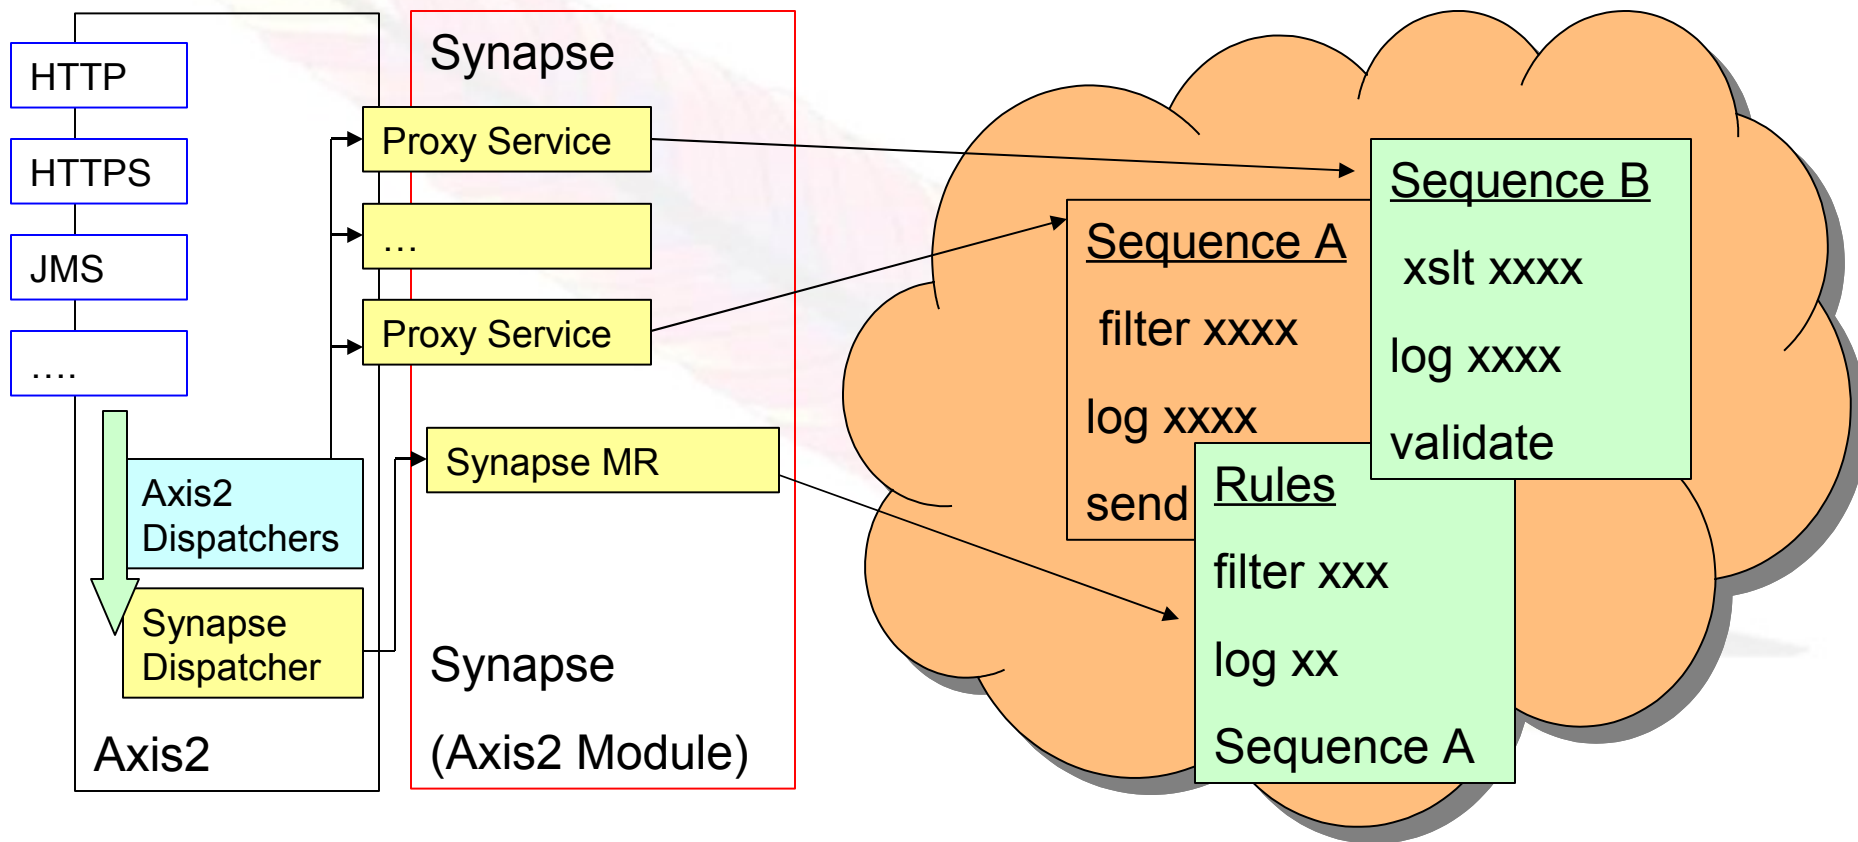 HTTP
HTTPS
JMS
….
Axis2
Dispatchers
Synapse
Dispatcher
Axis2
Synapse
Proxy Service
…
Proxy Service
Synapse MR
Synapse
(Axis2 Module)
Sequence A
filter xxxx
log xxxx
send
Sequence B
xslt xxxx
log xxxx
validate
Rules
filter xxx
log xx
Sequence A